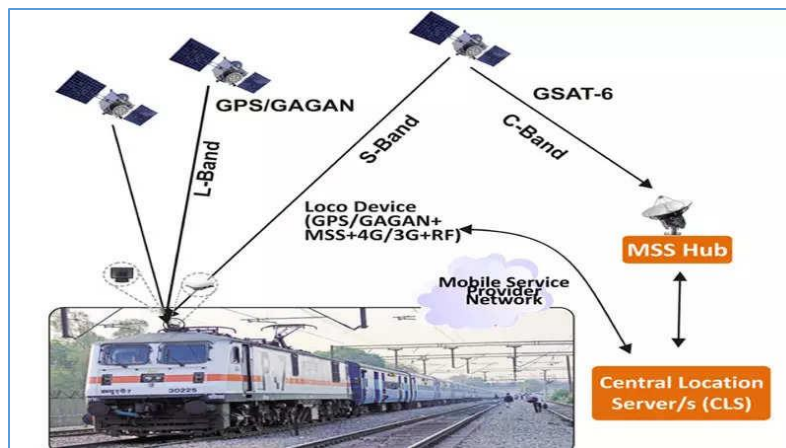 GPS/GAGAN
GSAT-6
L-Band
S-Band
C-Band
Loco Device
(GPS/GAGAN+
MSS+4G/3G+RF)
MSS Hub
Mobile Service
Provider
Network
Central Location
Server/s (CLS)
30226